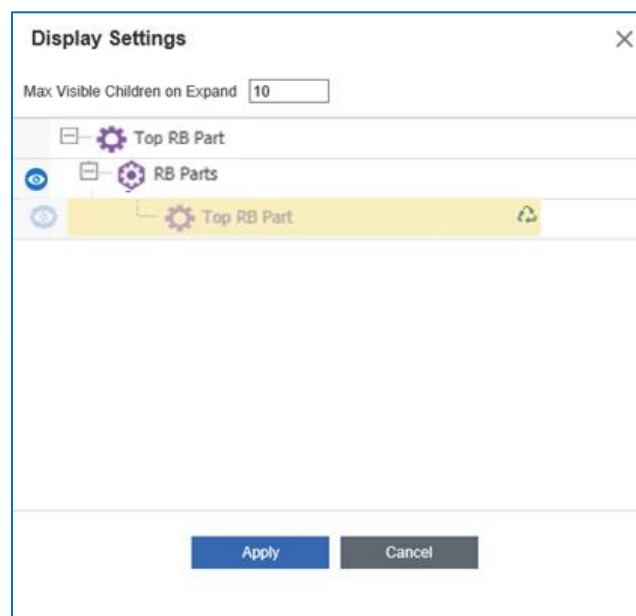 Display Settings
Max Visible Children on Expand 10
Top RB Part
RB Parts
Top RB Part
Apply Cancel